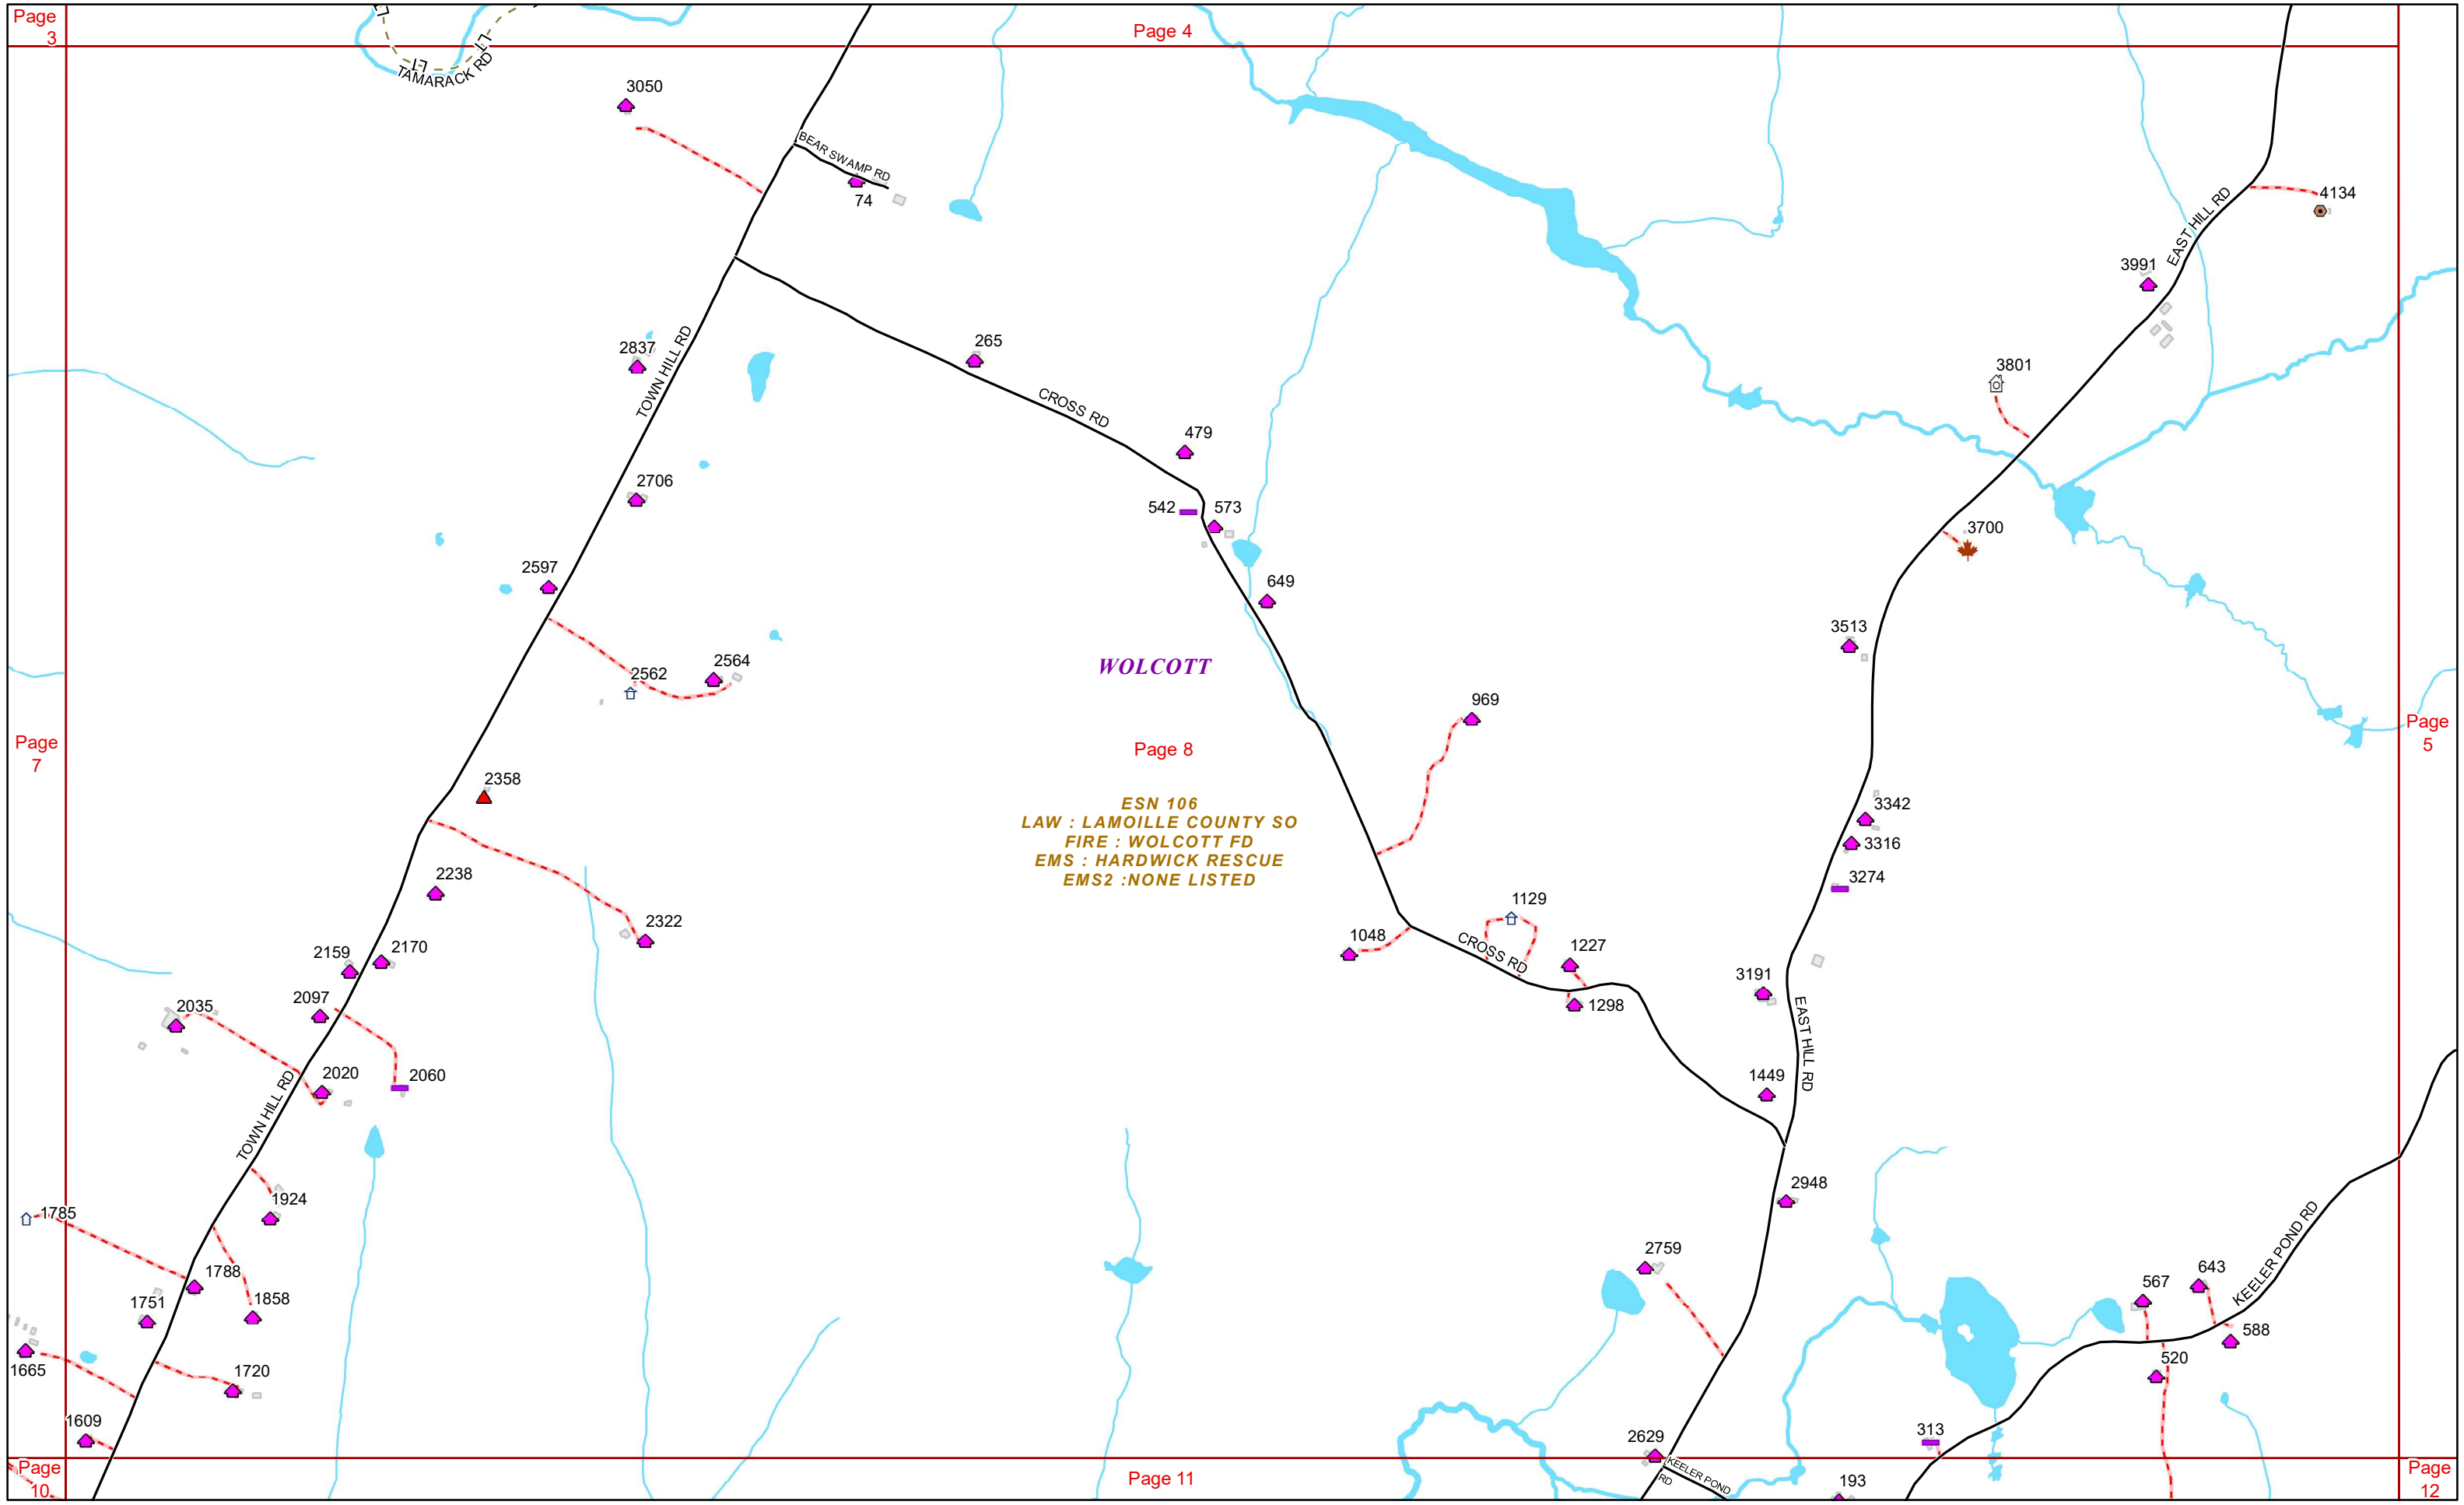 Page
3
Page 4
TAMARACK RD
3050
BEAR SWAMP RD
74
4134
EAST HILL RD
3991
265
2837
TOWN HILL RD
3801
CROSS RD
479
2706
542
573
3700
2597
649
3513
2562
2564
WOLCOTT
969
Page
7
Page 8
Page
5
2358
ESN 106
LAW : LAMOILLE COUNTY SO
FIRE : WOLCOTT FD
EMS : HARDWICK RESCUE
EMS2 :NONE LISTED
3342
3316
3274
2238
2322
1129
1048
CROSS RD
1227
2159
2170
3191
2097
2035
1298
EAST HILL RD
2020
2060
1449
TOWN HILL RD
1924
2948
1785
2759
1788
643
567
KEELER POND RD
1751
1858
588
1665
1720
520
1609
2629
313
Page
10
Page 11
KEELER POND
RD
193
Page
12